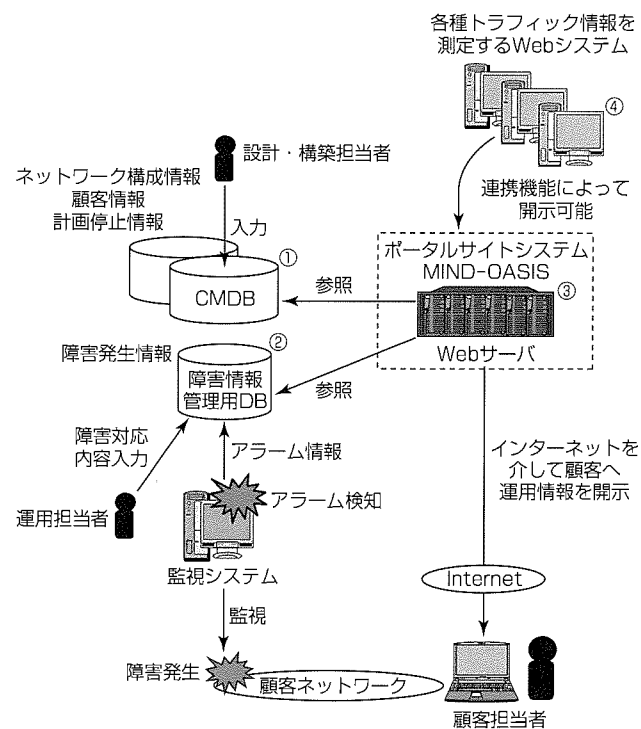 各種トラフィック情報を
測定するWebシステム
④
設計・構築担当者
ネットワーク構成情報
顧客情報
計画停止情報
入力
連携機能によって
開示可能
ポータルサイトシステム
MIND-OASIS
①
CMDB
参照
③
Webサーバ
②
障害発生情報
障害情報
管理用DB
参照
障害対応
内容入力
アラーム情報
インターネットを
介して顧客へ
運用情報を開示
アラーム検知
運用担当者
監視システム
Internet
監視
障害発生
顧客ネットワーク
顧客担当者